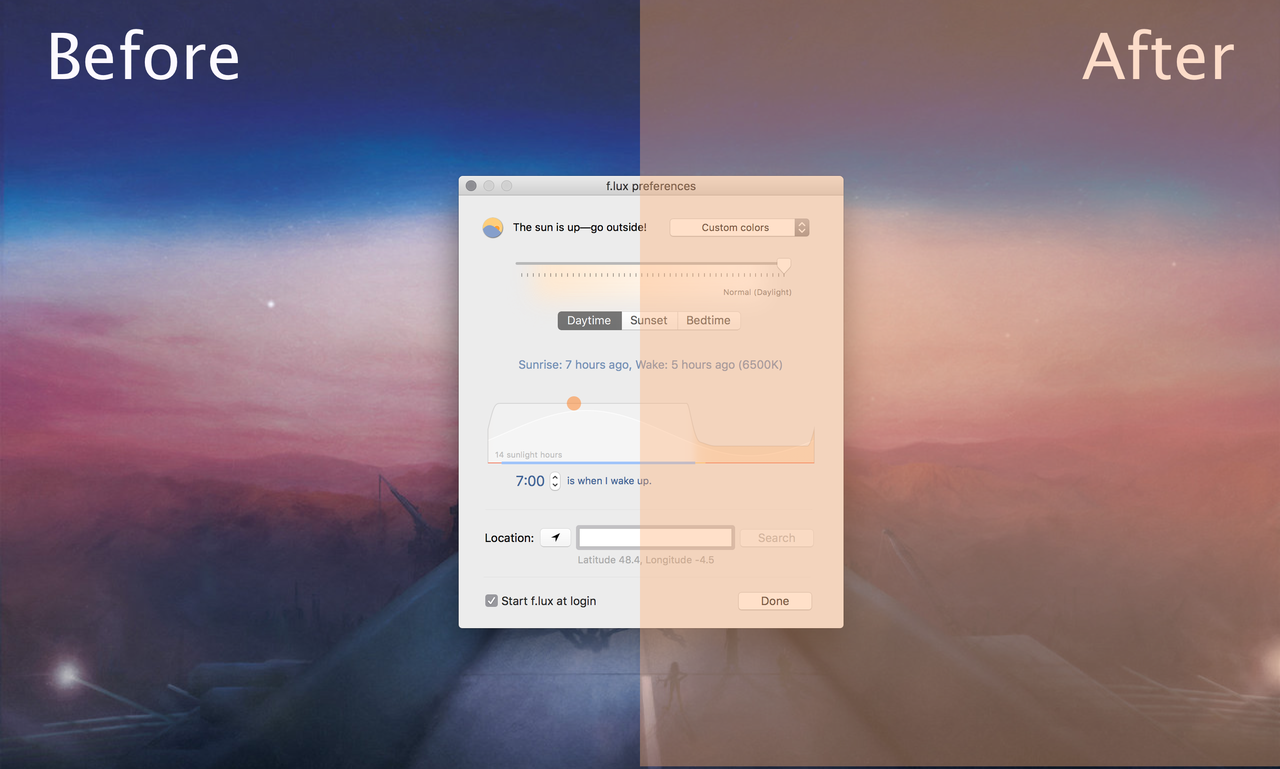 Before
After
f.lux preferences
The sun is up—go outside!
Custom colors
Normal (Daylight)
Daytime
Sunset
Bedtime
Sunrise: 7 hours ago, Wake: 5 hours ago (6500K)
14 sunlight hours
7:00 is when I wake up.
Location:
Search
Latitude 48.4, Longitude -4.5
Start f.lux at login
Done